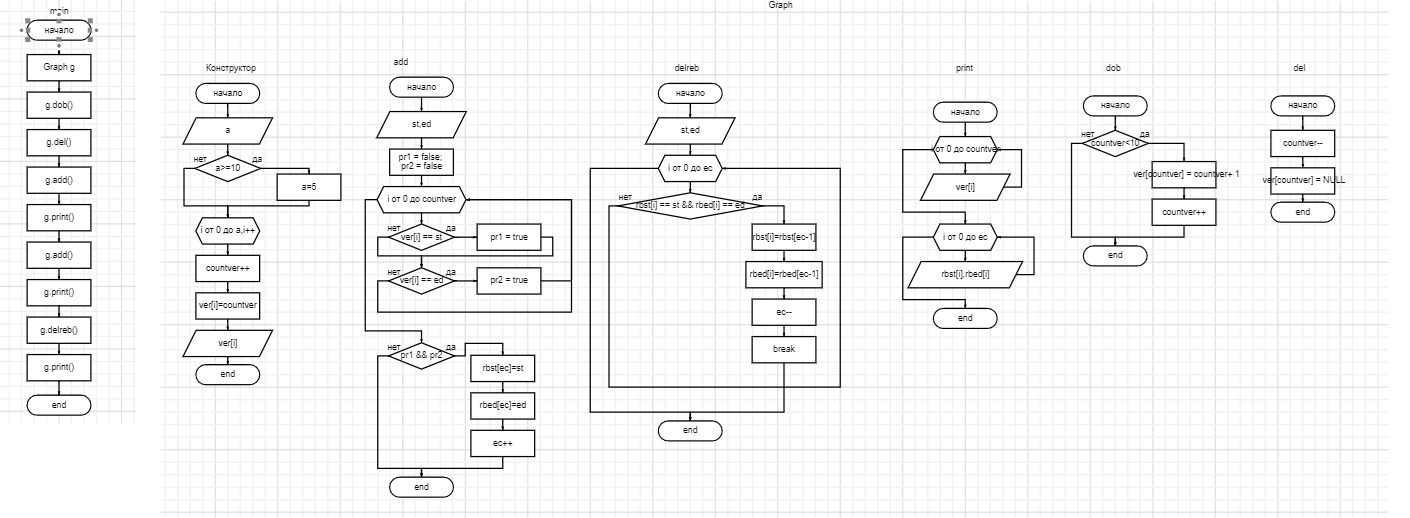 main
начало
Graph g
g.dob()
g.del()
g.add()
g.print()
g.add()
g.print()
g.delreb()
g.print()
end
Graph
Конструктор
начало
a
нет
да
a>=10
a=5
i от 0 до a,i++
countver++
ver[i]=countver
ver[i]
end
add
начало
st,ed
pr1 = false;
pr2 = false
i от 0 до countver
нет
да
ver[i] == st
pr1 = true
нет
да
ver[i] == ed
pr2 = true
нет
да
pr1 && pr2
rbst[ec]=st
rbed[ec]=ed
ec++
end
delreb
начало
st,ed
i от 0 до ec
нет
да
rbst[i] == st && rbed[i] == ed
rbst[i]=rbst[ec-1]
rbed[i]=rbed[ec-1]
ec--
break
end
print
начало
i от 0 до countver
ver[i]
i от 0 до ec
rbst[i],rbed[i]
end
dob
начало
нет
да
countver<10
ver[countver] = countver+ 1
countver++
end
del
начало
countver--
ver[countver] = NULL
end